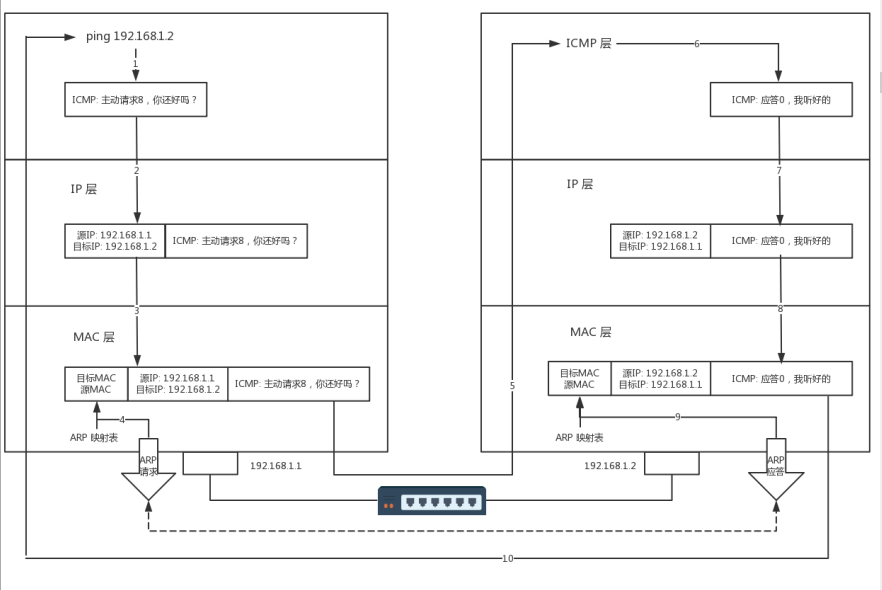 ping 192.168.1.2
1
ICMP: 主动请求8，你还好吗？
2
IP 层
源IP: 192.168.1.1
目标IP: 192.168.1.2
ICMP: 主动请求8，你还好吗？
3
MAC 层
目标MAC
源MAC
源IP: 192.168.1.1
目标IP: 192.168.1.2
ICMP: 主动请求8，你还好吗？
4
ARP 映射表
ARP
请求
192.168.1.1
5
ICMP 层
6
ICMP: 应答0，我听好的
7
IP 层
源IP: 192.168.1.2
目标IP: 192.168.1.1
ICMP: 应答0，我听好的
8
MAC 层
目标MAC
源MAC
源IP: 192.168.1.2
目标IP: 192.168.1.1
ICMP: 应答0，我听好的
9
ARP 映射表
ARP
应答
192.168.1.2
10